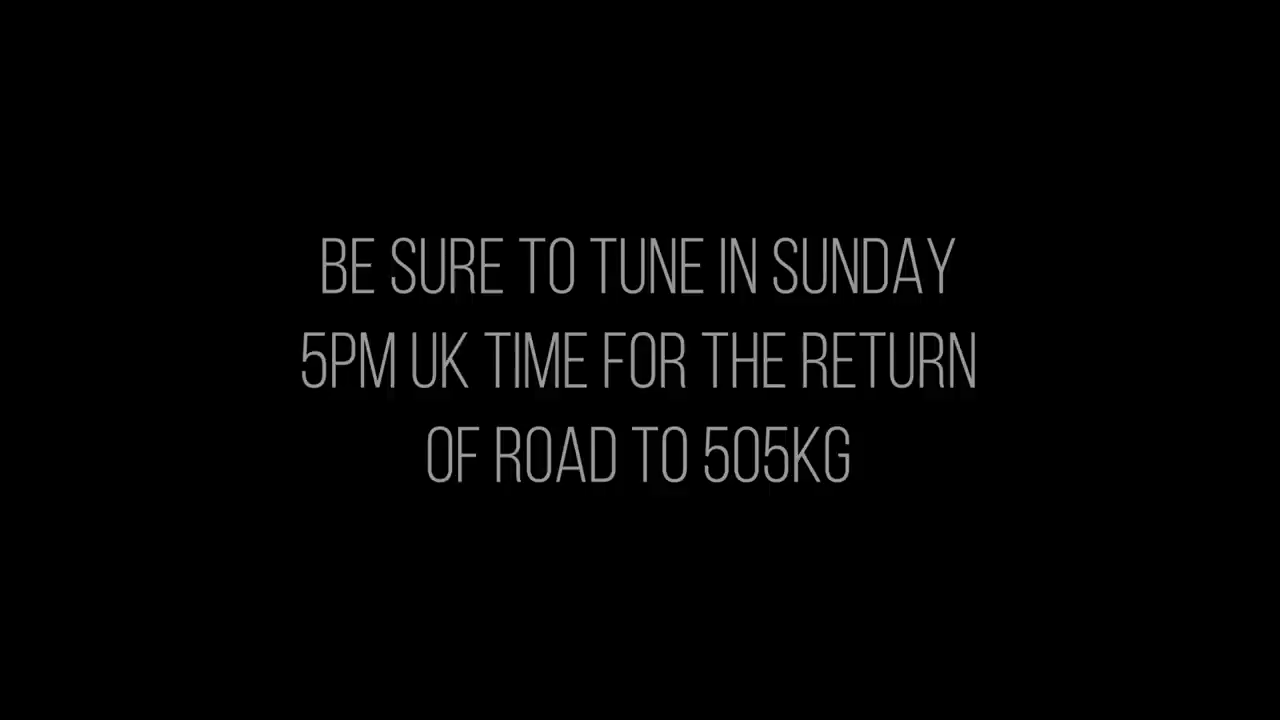 BE SURE TO TUNE IN SUNDAY
5PM UK TIME FOR THE RETURN
OF ROAD TO 505KG